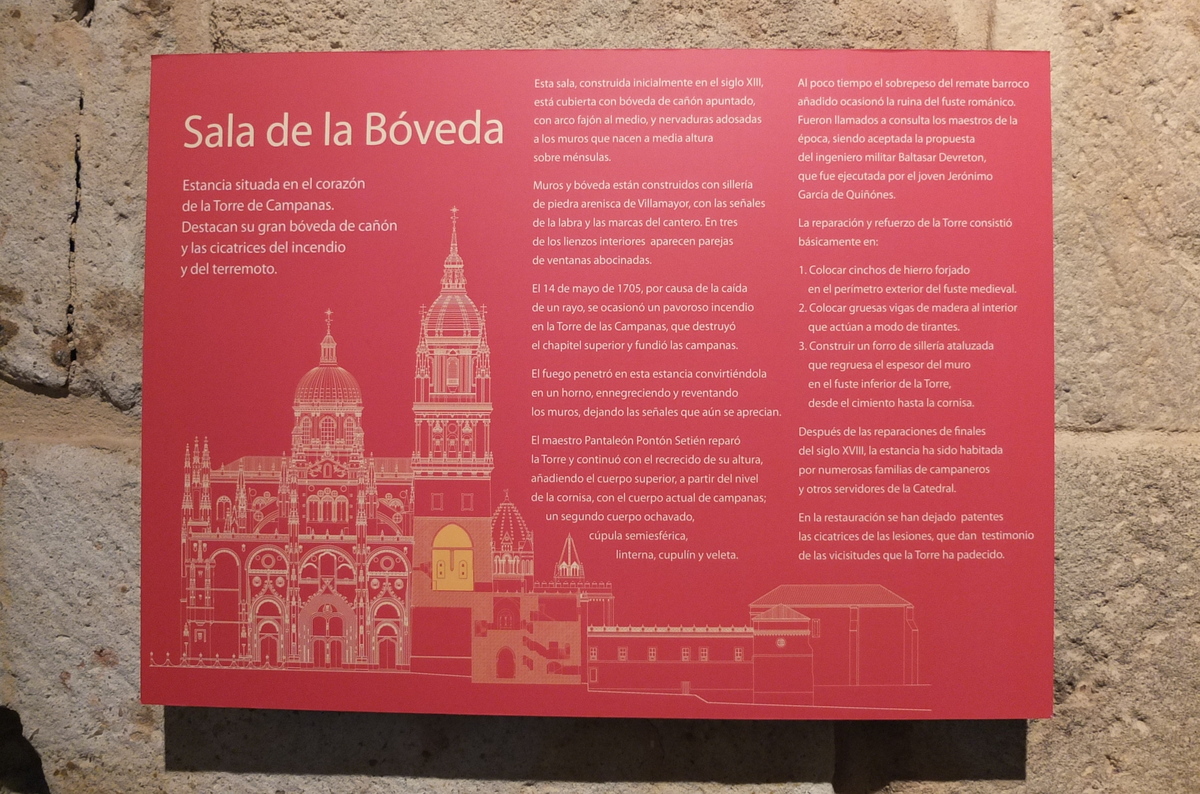 Sala de la Bóveda
Estancia situada en el corazón
de la Torre de Campanas.
Destacan su gran bóveda de cañón
y las cicatrices del incendio
y del terremoto.
Esta sala, construida inicialmente en el siglo XIII,
está cubierta con bóveda de cañón apuntado,
con arco fajón al medio, y nervaduras adosadas
a los muros que nacen a media altura
sobre ménsulas.
Muros y bóveda están construidos con sillería
de piedra arenisca de Villamayor, con las señales
de la labra y las marcas del cantero. En tres
de los lienzos interiores aparecen parejas
de ventanas abocinadas.
El 14 de mayo de 1705, por causa de la caída
de un rayo, se ocasionó un pavoroso incendio
en la Torre de las Campanas, que destruyó
el chapitel superior y fundió las campanas.
El fuego penetró en esta estancia convirtiéndola
en un horno, ennegreciendo y reventando
los muros, dejando las señales que aún se aprecian.
El maestro Pantaleón Pontón Setién reparó
la Torre y continuó con el recrecido de su altura,
añadiendo el cuerpo superior, a partir del nivel
de la cornisa, con el cuerpo actual de campanas;
un segundo cuerpo ochavado,
cúpula semiesférica,
linterna, cupulín y veleta.
Al poco tiempo el sobrepeso del remate barroco
añadido ocasionó la ruina del fuste románico.
Fueron llamados a consulta los maestros de la
época, siendo aceptada la propuesta
del ingeniero militar Baltasar Devreton,
que fue ejecutada por el joven Jerónimo
García de Quiñónes.
La reparación y refuerzo de la Torre consistió
básicamente en:
1. Colocar cinchos de hierro forjado
en el perímetro exterior del fuste medieval.
2. Colocar gruesas vigas de madera al interior
que actúan a modo de tirantes.
3. Construir un forro de sillería ataluzada
que regruesa el espesor del muro
en el fuste inferior de la Torre,
desde el cimiento hasta la cornisa.
Después de las reparaciones de finales
del siglo XVIII, la estancia ha sido habitada
por numerosas familias de campaneros
y otros servidores de la Catedral.
En la restauración se han dejado patentes
las cicatrices de las lesiones, que dan testimonio
de las vicisitudes que la Torre ha padecido.